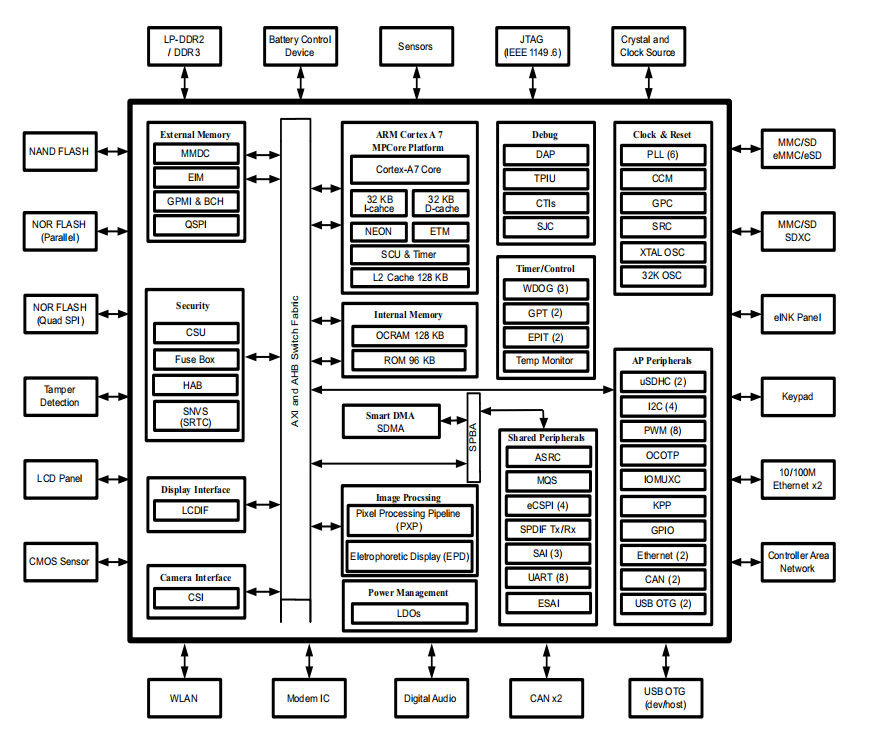 LP-DDR2
/ DDR3
Battery Control
Device
Sensors
JTAG
(IEEE 1149.6)
Crystal and
Clock Source
NAND FLASH
NOR FLASH
(Parallel)
NOR FLASH
(Quad SPI)
Tamper
Detection
LCD Panel
CMOS Sensor
External Memory
MMDC
EIM
GPMI & BCH
QSPI
Security
CSU
Fuse Box
HAB
SNVS
(SRTC)
Display Interface
LCDIF
Camera Interface
CSI
AXI and AHB Switch Fabric
ARM Cortex A 7
MPCore Platform
Cortex-A7 Core
32 KB
I-cahce
32 KB
D-cache
NEON
ETM
SCU & Timer
L2 Cache 128 KB
Internal Memory
OCRAM 128 KB
ROM 96 KB
Smart DMA
SDMA
SPBA
Image Procssing
Pixel Processing Pipeline
(PXP)
Eletrophoretic Display (EPD)
Power Management
LDOs
Debug
DAP
TPIU
CTIs
SJC
Timer/Control
WDOG (3)
GPT (2)
EPIT (2)
Temp Monitor
Shared Peripherals
ASRC
MQS
eCSPI (4)
SPDIF Tx/Rx
SAI (3)
UART (8)
ESAI
Clock & Reset
PLL (6)
CCM
GPC
SRC
XTAL OSC
32K OSC
AP Peripherals
uSDHC (2)
I2C (4)
PWM (8)
OCOTP
IOMUXC
KPP
GPIO
Ethernet (2)
CAN (2)
USB OTG (2)
MMC/SD
eMMC/eSD
MMC/SD
SDXC
eINK Panel
Keypad
10/100M
Ethernet x2
Controller Area
Network
WLAN
Modem IC
Digital Audio
CAN x2
USB OTG
(dev/host)